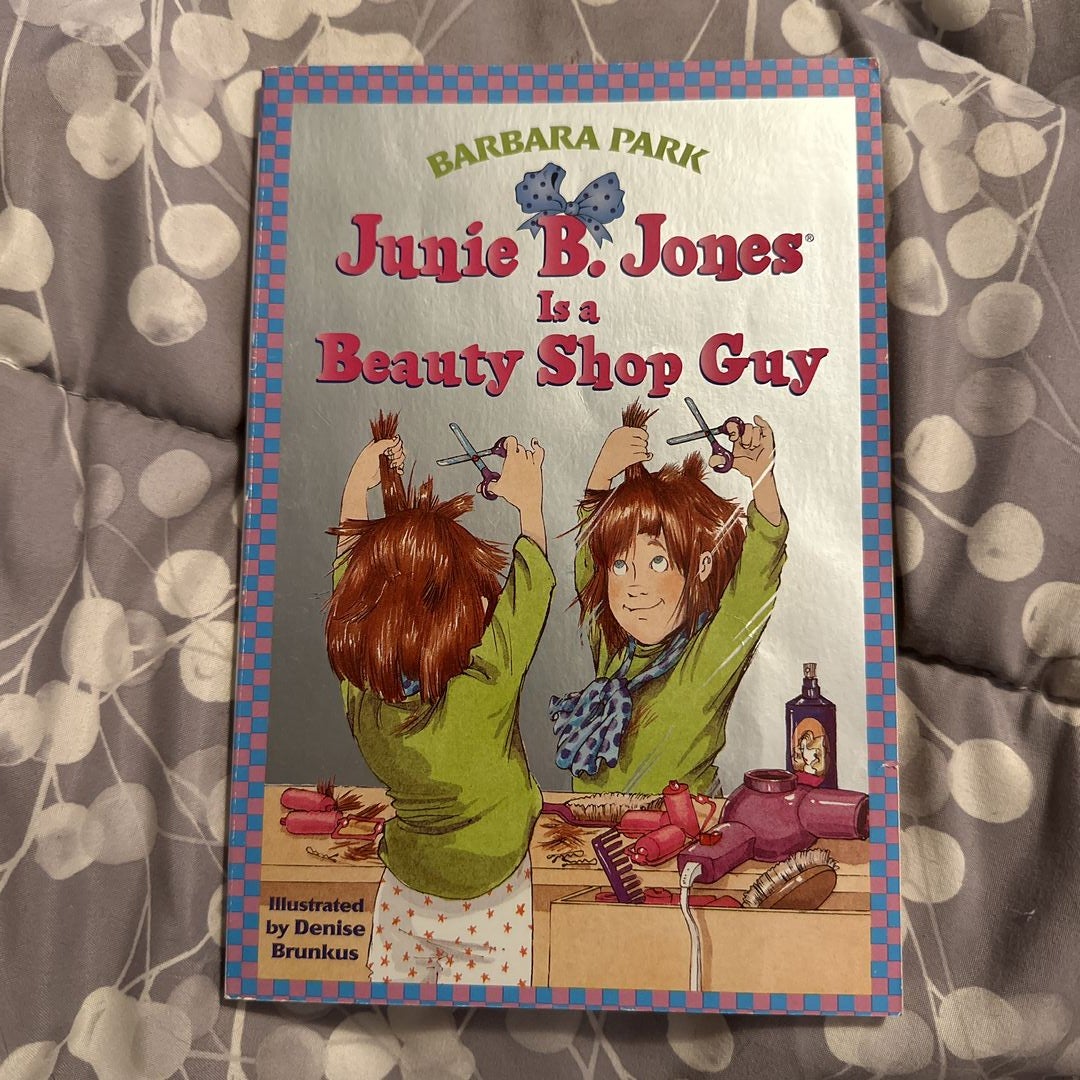 BARBARA PARK
Junie B. Jones®
Is a
Beauty Shop Guy
Illustrated
by Denise
Brunkus